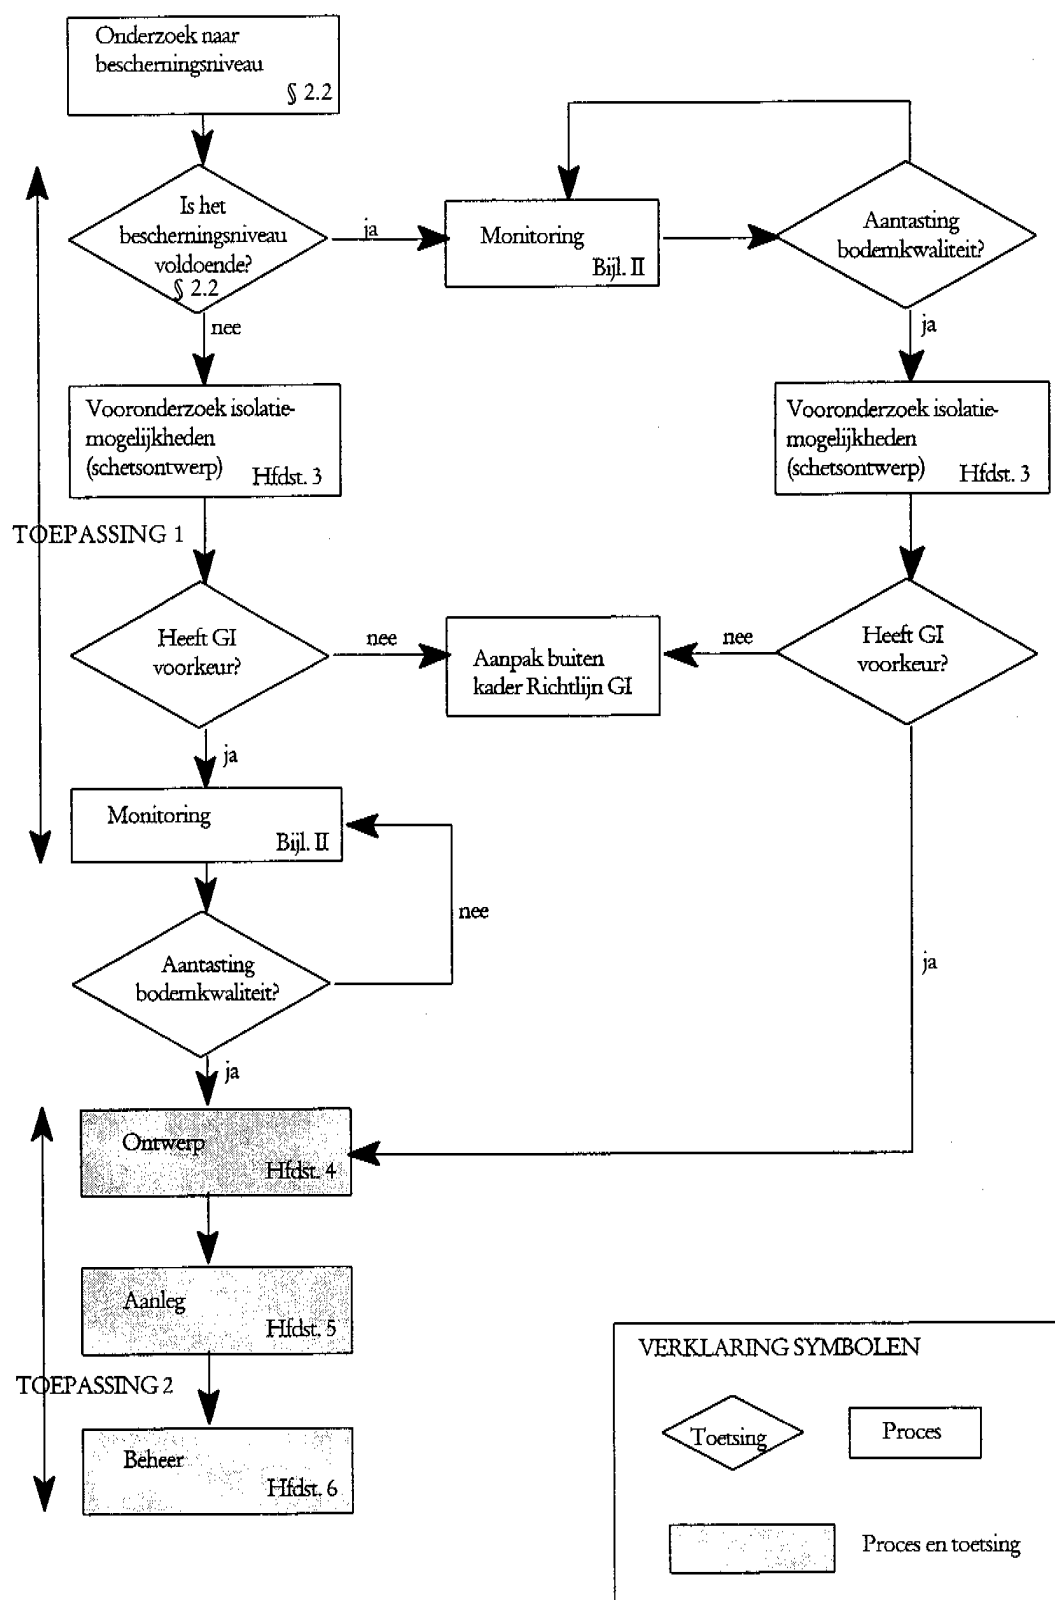 Onderzoek naar
beschermingsniveau
§ 2.2
Is het
beschermingsniveau
voldoende?
§ 2.2
ja
Monitoring
Bijl. II
Aantasting
bodemkwaliteit?
nee
ja
Vooronderzoek isolatie-
mogelijkheden
(schetsontwerp)
Hfdst. 3
Vooronderzoek isolatie-
mogelijkheden
(schetsontwerp)
Hfdst. 3
TOEPASSING 1
Heeft GI
voorkeur?
nee
Aanpak buiten
kader Richtlijn GI
nee
Heeft GI
voorkeur?
ja
Monitoring
Bijl. II
nee
Aantasting
bodemkwaliteit?
ja
ja
Ontwerp
Hfdst. 4
Aanleg
Hfdst. 5
TOEPASSING 2
Beheer
Hfdst. 6
VERKLARING SYMBOLEN
Toetsing
Proces
Proces en toetsing